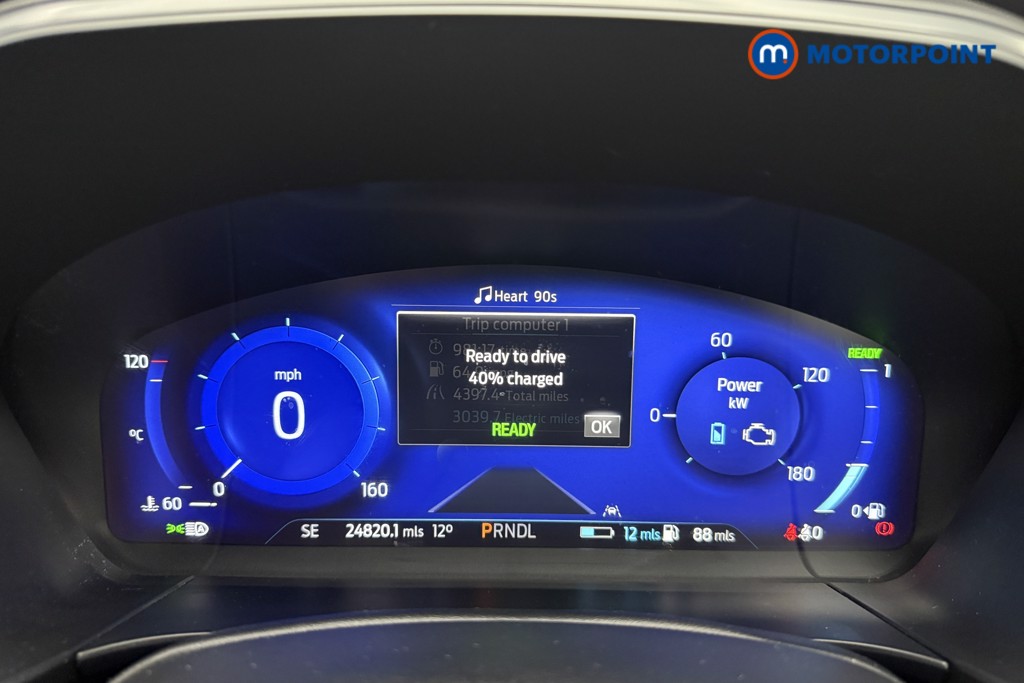 m MOTORPOINT
Heart 90s
Trip computer 1
Ready to drive
40% charged
4397.4 Total miles
3039.7 Electric miles
READY
OK
mph
0
0
160
120
°C
60
60
Power
kW
0
120
180
READY
1
0
SE 24820.1 mls 12° PRNDL 12 mls 88 mls
0